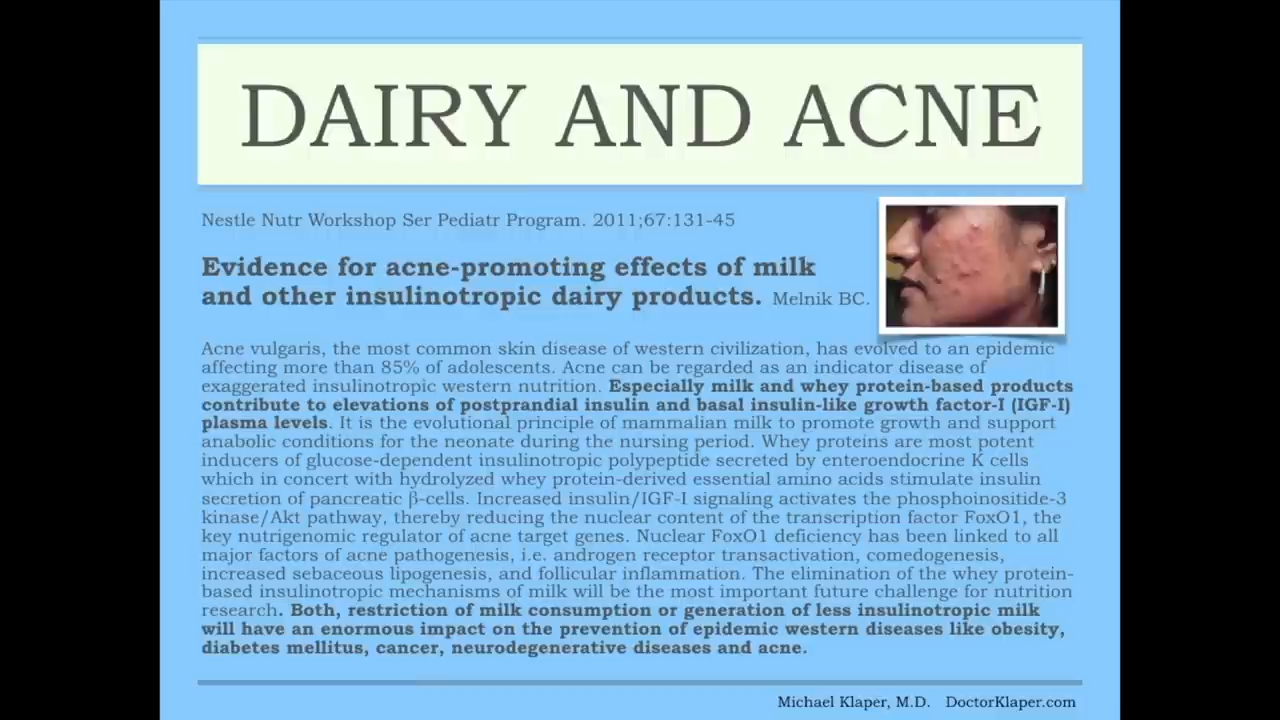 DAIRY AND ACNE
Nestle Nutr Workshop Ser Pediatr Program. 2011;67:131-45
Evidence for acne-promoting effects of milk
and other insulinotropic dairy products. Melnik BC.
Acne vulgaris, the most common skin disease of western civilization, has evolved to an epidemic
affecting more than 85% of adolescents. Acne can be regarded as an indicator disease of
exaggerated insulinotropic western nutrition. Especially milk and whey protein-based products
contribute to elevations of postprandial insulin and basal insulin-like growth factor-I (IGF-I)
plasma levels. It is the evolutional principle of mammalian milk to promote growth and support
anabolic conditions for the neonate during the nursing period. Whey proteins are most potent
inducers of glucose-dependent insulinotropic polypeptide secreted by enteroendocrine K cells
which in concert with hydrolyzed whey protein-derived essential amino acids stimulate insulin
secretion of pancreatic β-cells. Increased insulin/IGF-I signaling activates the phosphoinositide-3
kinase/Akt pathway, thereby reducing the nuclear content of the transcription factor FoxO1, the
key nutrigenomic regulator of acne target genes. Nuclear FoxO1 deficiency has been linked to all
major factors of acne pathogenesis, i.e. androgen receptor transactivation, comedogenesis,
increased sebaceous lipogenesis, and follicular inflammation. The elimination of the whey protein-
based insulinotropic mechanisms of milk will be the most important future challenge for nutrition
research. Both, restriction of milk consumption or generation of less insulinotropic milk
will have an enormous impact on the prevention of epidemic western diseases like obesity,
diabetes mellitus, cancer, neurodegenerative diseases and acne.
Michael Klaper, M.D. DoctorKlaper.com